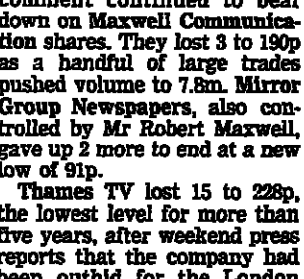 comment continued to beat
down on Maxwell Communica-
tion shares. They lost 3 to 190p
as a handful of large trades
pushed volume to 7.8m. Mirror
Group Newspapers, also con-
trolled by Mr Robert Maxwell,
gave up 2 more to end at a new
low of 91p.
Thames TV lost 15 to 228p,
the lowest level for more than
five years, after weekend press
reports that the company had
been outbid for the London